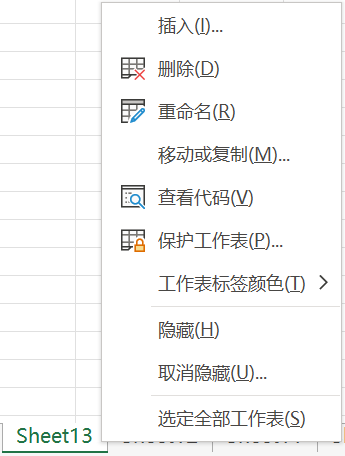 插入(I)...
删除(D)
重命名(R)
移动或复制(M)...
查看代码(V)
保护工作表(P)...
工作表标签颜色(T)
隐藏(H)
取消隐藏(U)...
选定全部工作表(S)
Sheet13